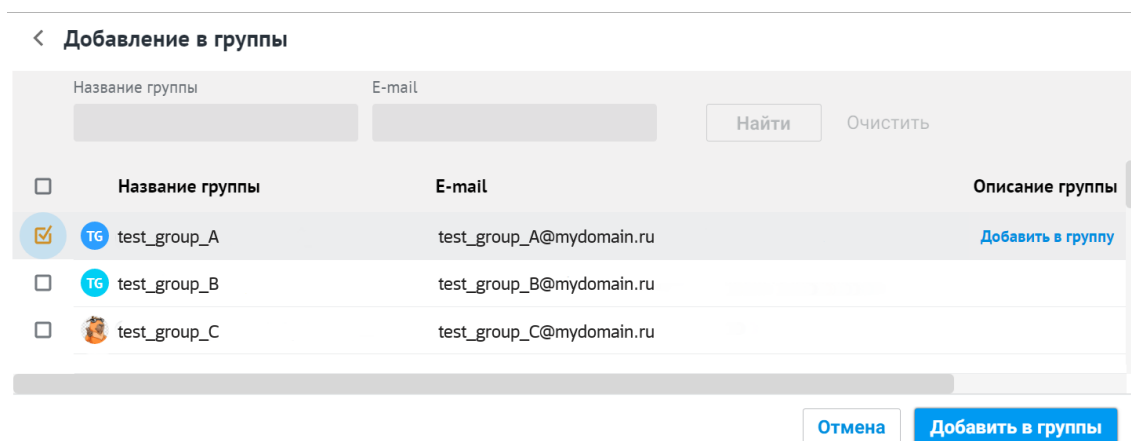 Добавление в группы
Название группы E-mail
Найти Очистить
Название группы E-mail Описание группы
TG test_group_A test_group_A@mydomain.ru Добавить в группу
TG test_group_B test_group_B@mydomain.ru
test_group_C test_group_C@mydomain.ru
Отмена Добавить в группы